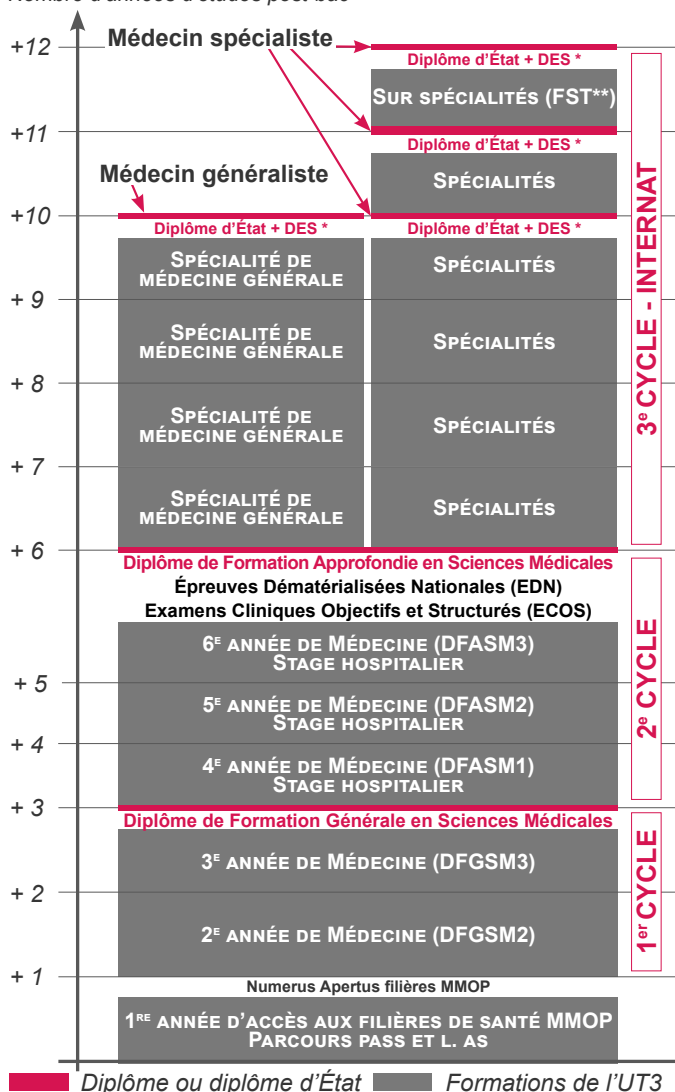 Nombre d'années d'études post-bac
+12
Médecin spécialiste
Diplôme d'État + DES *
Sur spécialités (FST**)
+11
Diplôme d'État + DES *
Médecin généraliste
Spécialités
+10
Diplôme d'État + DES *
Diplôme d'État + DES *
Spécialité de
médecine générale
Spécialités
+ 9
Spécialité de
médecine générale
Spécialités
+ 8
Spécialité de
médecine générale
Spécialités
+ 7
Spécialité de
médecine générale
Spécialités
+ 6
3e CYCLE - INTERNAT
Diplôme de Formation Approfondie en Sciences Médicales
Épreuves Dématérialisées Nationales (EDN)
Examens Cliniques Objectifs et Structurés (ECOS)
6e année de Médecine (DFASM3)
Stage hospitalier
+ 5
5e année de Médecine (DFASM2)
Stage hospitalier
+ 4
4e année de Médecine (DFASM1)
Stage hospitalier
+ 3
2e CYCLE
Diplôme de Formation Générale en Sciences Médicales
3e année de Médecine (DFGSM3)
+ 2
2e année de Médecine (DFGSM2)
+ 1
1er CYCLE
Numerus Apertus filières MMOP
1re année d'accès aux filières de santé MMOP
Parcours PASS et L. AS
Diplôme ou diplôme d'État
Formations de l'UT3